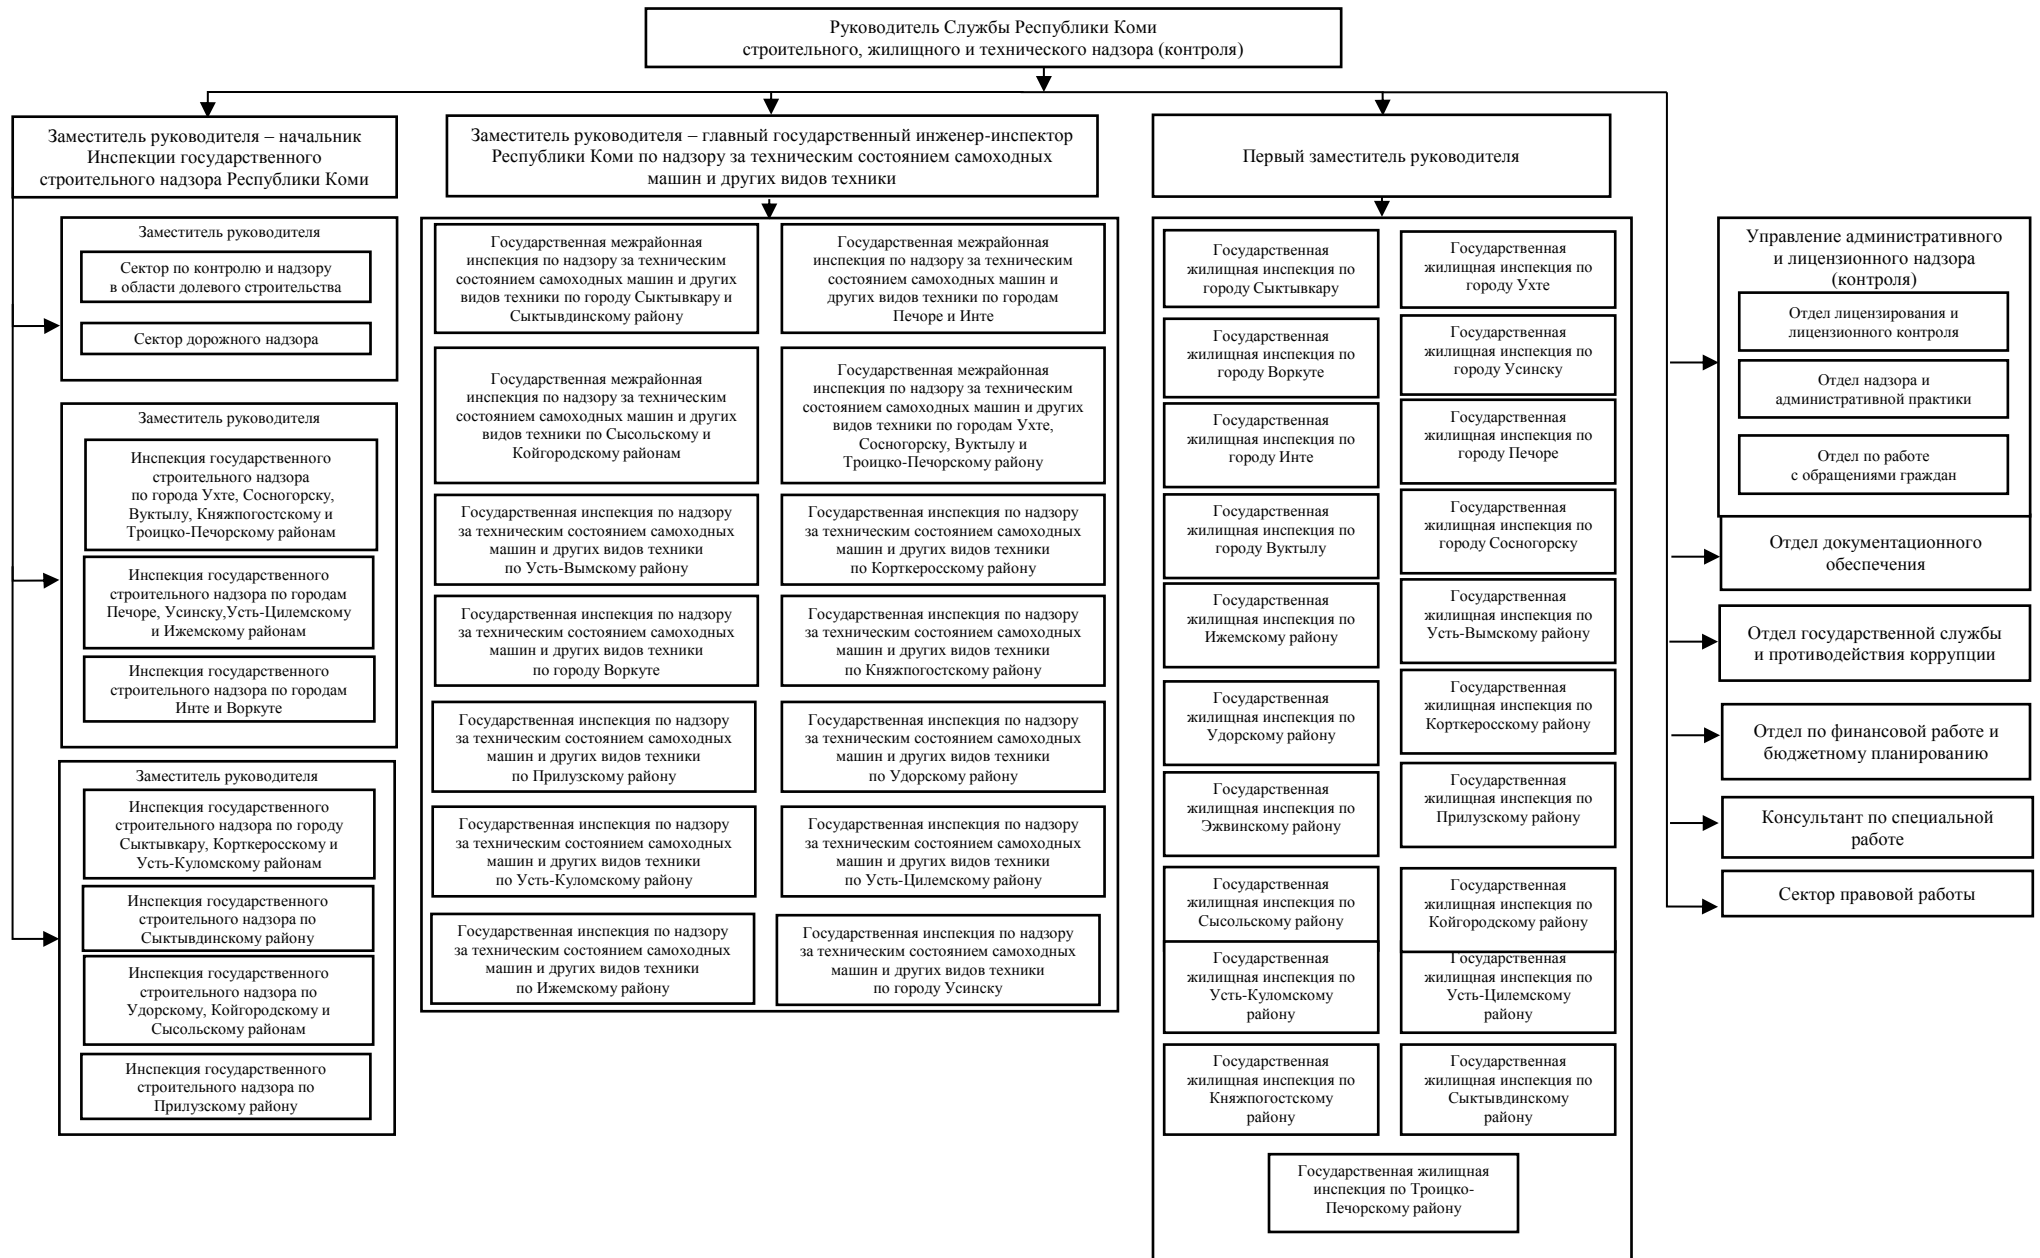 Руководитель Службы Республики Коми
строительного, жилищного и технического надзора (контроля)
Заместитель руководителя – начальник
Инспекции государственного
строительного надзора Республики Коми
Заместитель руководителя
Сектор по контролю и надзору
в области долевого строительства
Сектор дорожного надзора
Заместитель руководителя
Инспекция государственного
строительного надзора
по города Ухте, Сосногорску,
Вуктылу, Княжпогостскому и
Троицко-Печорскому районам
Инспекция государственного
строительного надзора по городам
Печоре, Усинску,Усть-Цилемскому
и Ижемскому районам
Инспекция государственного
строительного надзора по городам
Инте и Воркуте
Заместитель руководителя
Инспекция государственного
строительного надзора по городу
Сыктывкару, Корткеросскому и
Усть-Куломскому районам
Инспекция государственного
строительного надзора по
Сыктывдинскому району
Инспекция государственного
строительного надзора по
Удорскому, Койгородскому и
Сысольскому районам
Инспекция государственного
строительного надзора по
Прилузскому району
Заместитель руководителя – главный государственный инженер-инспектор
Республики Коми по надзору за техническим состоянием самоходных
машин и других видов техники
Государственная межрайонная
инспекция по надзору за техническим
состоянием самоходных машин и других
видов техники по городу Сыктывкару и
Сыктывдинскому району
Государственная межрайонная
инспекция по надзору за техническим
состоянием самоходных машин и
других видов техники по городам
Печоре и Инте
Государственная межрайонная
инспекция по надзору за техническим
состоянием самоходных машин и других
видов техники по Сысольскому и
Койгородскому районам
Государственная межрайонная
инспекция по надзору за техническим
состоянием самоходных машин и других
видов техники по городам Ухте,
Сосногорску, Вуктылу и
Троицко-Печорскому району
Государственная инспекция по надзору
за техническим состоянием самоходных
машин и других видов техники
по Усть-Вымскому району
Государственная инспекция по надзору
за техническим состоянием самоходных
машин и других видов техники
по Корткеросскому району
Государственная инспекция по надзору
за техническим состоянием самоходных
машин и других видов техники
по городу Воркуте
Государственная инспекция по надзору
за техническим состоянием самоходных
машин и других видов техники
по Княжпогостскому району
Государственная инспекция по надзору
за техническим состоянием самоходных
машин и других видов техники
по Прилузскому району
Государственная инспекция по надзору
за техническим состоянием самоходных
машин и других видов техники
по Удорскому району
Государственная инспекция по надзору
за техническим состоянием самоходных
машин и других видов техники
по Усть-Куломскому району
Государственная инспекция по надзору
за техническим состоянием самоходных
машин и других видов техники
по Усть-Цилемскому району
Государственная инспекция по надзору
за техническим состоянием самоходных
машин и других видов техники
по Ижемскому району
Государственная инспекция по надзору
за техническим состоянием самоходных
машин и других видов техники
по городу Усинску
Первый заместитель руководителя
Государственная
жилищная инспекция по
городу Сыктывкару
Государственная
жилищная инспекция по
городу Ухте
Государственная
жилищная инспекция по
городу Воркуте
Государственная
жилищная инспекция по
городу Усинску
Государственная
жилищная инспекция по
городу Инте
Государственная
жилищная инспекция по
городу Печоре
Государственная
жилищная инспекция по
городу Вуктылу
Государственная
жилищная инспекция по
городу Сосногорску
Государственная
жилищная инспекция по
Ижемскому району
Государственная
жилищная инспекция по
Усть-Вымскому району
Государственная
жилищная инспекция по
Удорскому району
Государственная
жилищная инспекция по
Корткеросскому району
Государственная
жилищная инспекция по
Эжвинскому району
Государственная
жилищная инспекция по
Прилузскому району
Государственная
жилищная инспекция по
Сысольскому району
Государственная
жилищная инспекция по
Койгородскому району
Государственная
жилищная инспекция по
Усть-Куломскому
району
Государственная
жилищная инспекция по
Усть-Цилемскому
району
Государственная
жилищная инспекция по
Княжпогостскому
району
Государственная
жилищная инспекция по
Сыктывдинскому
району
Государственная жилищная
инспекция по Троицко-
Печорскому району
Управление административного
и лицензионного надзора
(контроля)
Отдел лицензирования и
лицензионного контроля
Отдел надзора и
административной практики
Отдел по работе
с обращениями граждан
Отдел документационного
обеспечения
Отдел государственной службы
и противодействия коррупции
Отдел по финансовой работе и
бюджетному планированию
Консультант по специальной
работе
Сектор правовой работы